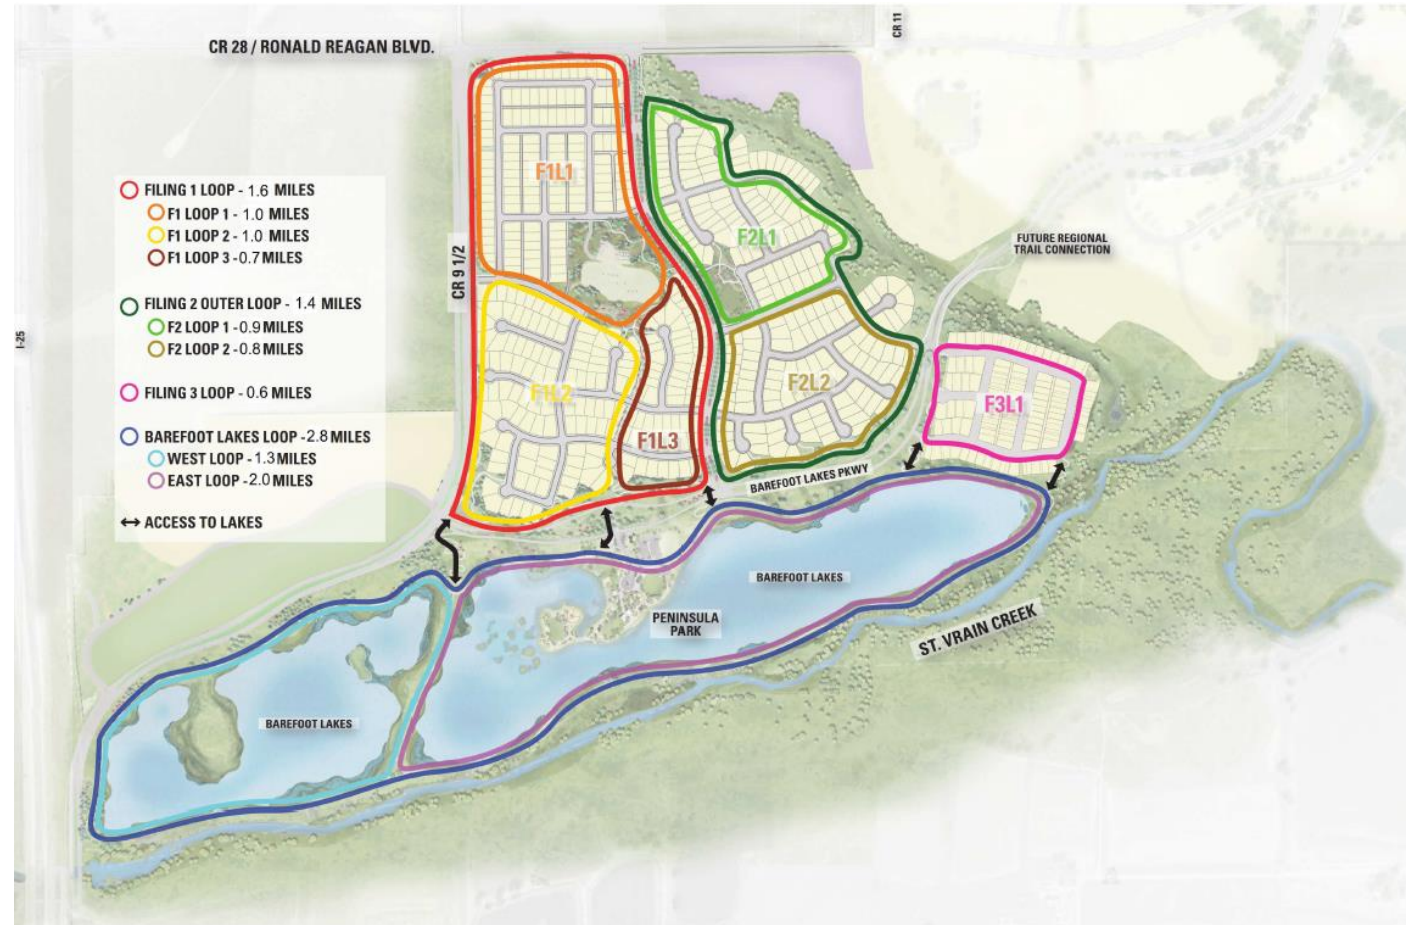 CR 28 / RONALD REAGAN BLVD.
CR 11
F1L1
FILING 1 LOOP - 1.6 MILES
F1 LOOP 1 - 1.0 MILES
F1 LOOP 2 - 1.0 MILES
F1 LOOP 3 -0.7 MILES
CR 9 1/2
F2L1
FUTURE REGIONAL
TRAIL CONNECTION
FILING 2 OUTER LOOP - 1.4 MILES
F2 LOOP 1 -0.9 MILES
F2 LOOP 2 -0.8 MILES
I-25
FILING 3 LOOP - 0.6 MILES
F1L2
F2L2
F3L1
BAREFOOT LAKES LOOP -2.8 MILES
WEST LOOP -1.3 MILES
EAST LOOP -2.0 MILES
F1L3
BAREFOOT LAKES PKWY
ACCESS TO LAKES
BAREFOOT LAKES
PENINSULA
PARK
ST. VRAIN CREEK
BAREFOOT LAKES